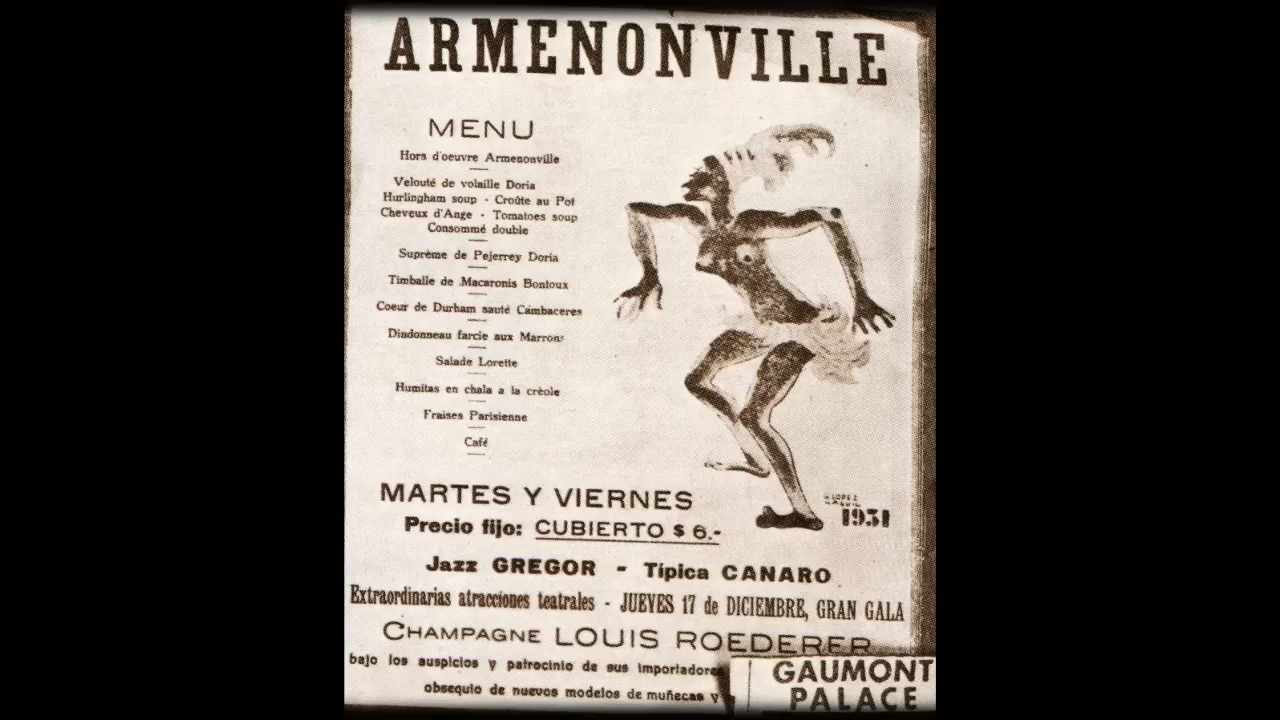 ARMENONVILLE
MENU
Hors d'oeuvre Armenonville
Velouté de volaille Doria
Hurlingham soup - Croûte au Pot
Cheveux d'Ange - Tomatoes soup
Consommé double
Suprème de Pejerrey Doria
Timballe de Macaronis Bontoux
Coeur de Durham sauté Cambaceres
Dindonneau farcie aux Marrons
Salade Lorette
Humitas en chala a la crèole
Fraises Parisienne
Café
MARTES Y VIERNES
Precio fijo: CUBIERTO $ 6.-
LOPEZ
1931
Jazz GREGOR - Típica CANARO
Extraordinarias atracciones teatrales - JUEVES 17 de DICIEMBRE, GRAN GALA
CHAMPAGNE LOUIS ROEDERER
bajo los auspicios y patrocinio de sus importadore
obsequio de nuevos modelos de muñecas y
GAUMONT
PALACE